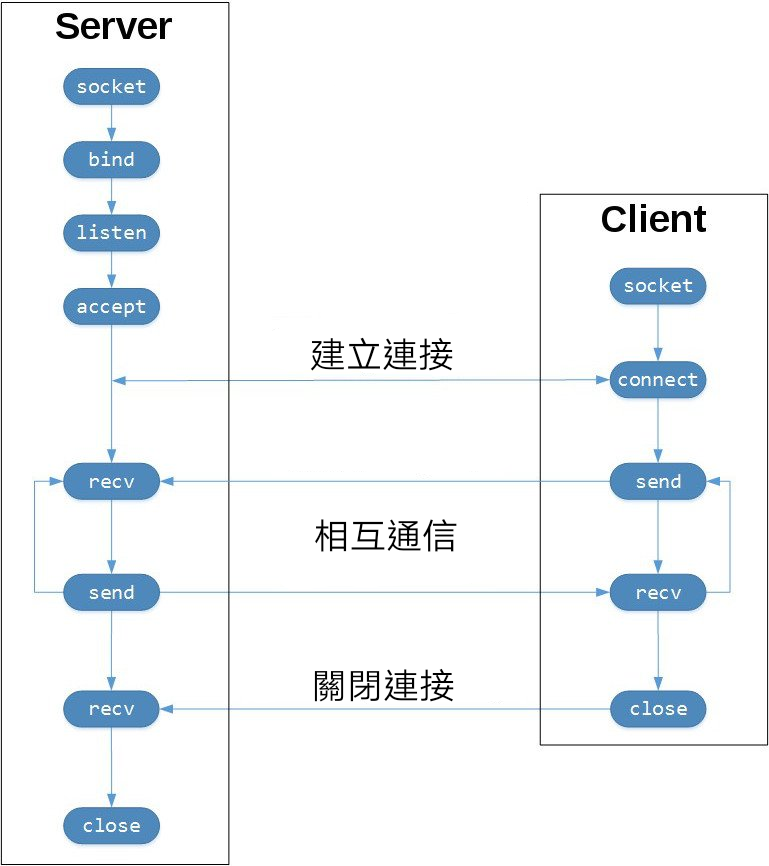 Server
socket
bind
listen
accept
建立連接
recv
相互通信
send
關閉連接
recv
close
Client
socket
connect
send
recv
close